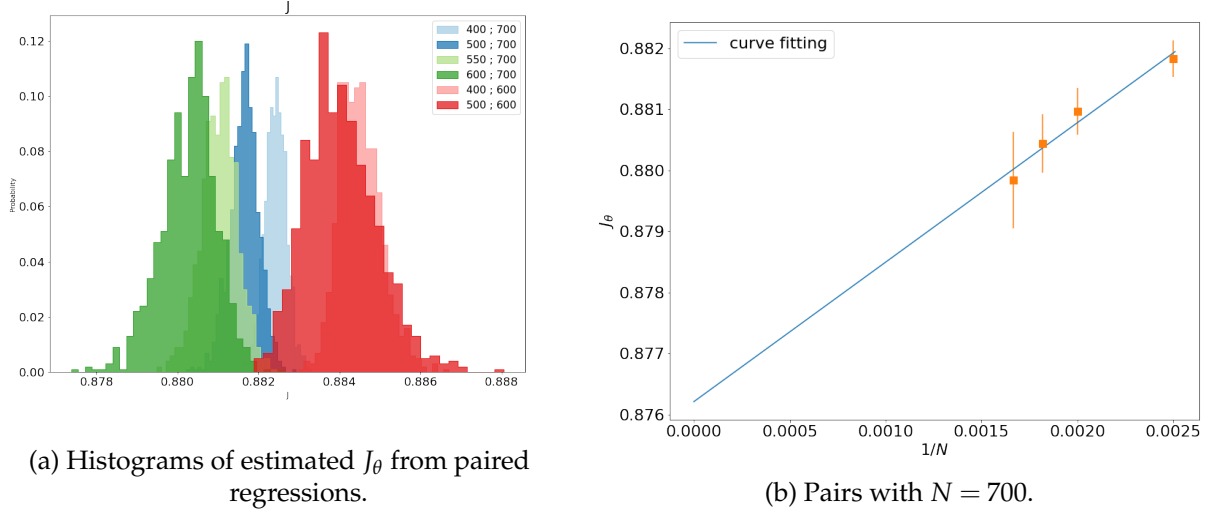 J
400 ; 700
500 ; 700
550 ; 700
600 ; 700
400 ; 600
500 ; 600
0.12
0.10
0.08
0.06
0.04
0.02
0.00
Probability
0.878 0.880 0.882 0.884 0.886 0.888
J
(a) Histograms of estimated J_θ from paired
regressions.
curve fitting
0.882
0.881
0.880
0.879
0.878
0.877
0.876
J_θ
0.0000 0.0005 0.0010 0.0015 0.0020 0.0025
1/N
(b) Pairs with N = 700.